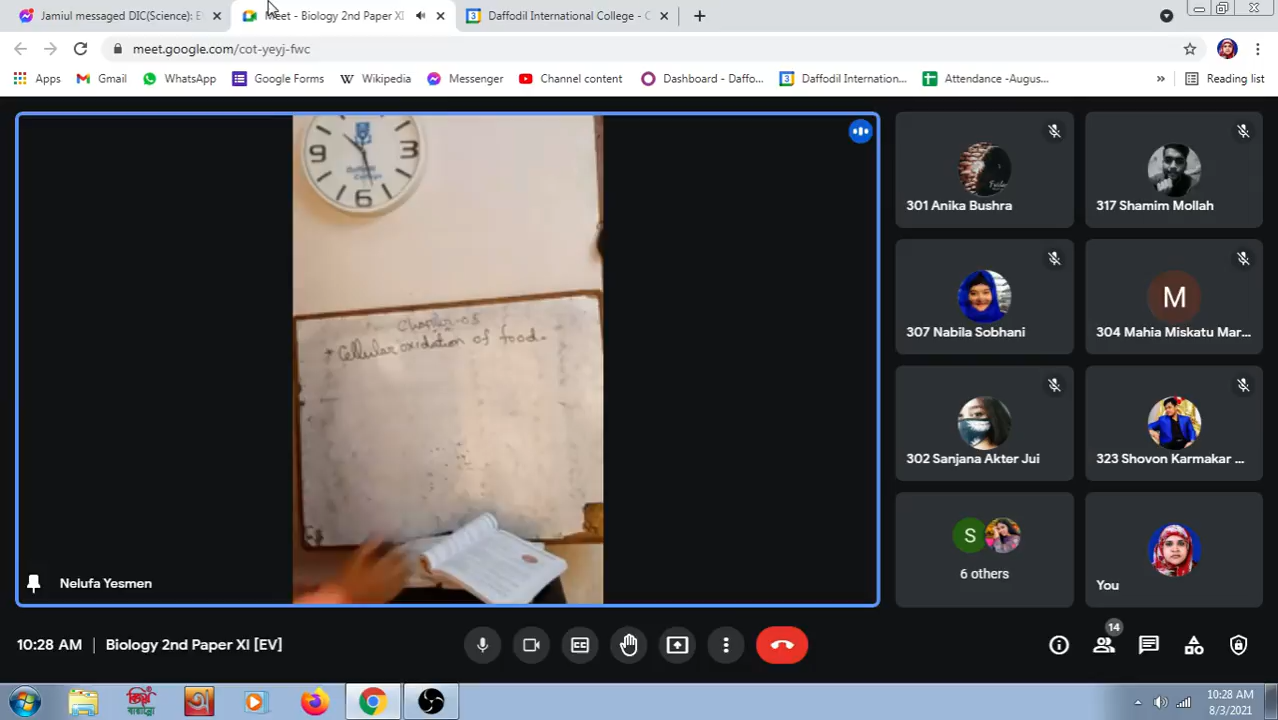 Jamiul messaged DIC(Science): E
Meet - Biology 2nd Paper XI
Daffodil International College - C
meet.google.com/cot-yeyj-fwc
Apps
Gmail
WhatsApp
Google Forms
Wikipedia
Messenger
Channel content
Dashboard - Daffo...
Daffodil Internation...
Attendance -Augus...
»
Reading list
9
3
6
Chapter-05
* Cellular oxidation of food.
Nelufa Yesmen
301 Anika Bushra
317 Shamim Mollah
307 Nabila Sobhani
M
304 Mahia Miskatu Mar...
302 Sanjana Akter Jui
323 Shovon Karmakar ...
S
6 others
You
10:28 AM | Biology 2nd Paper XI [EV]
14
10:28 AM
8/3/2021